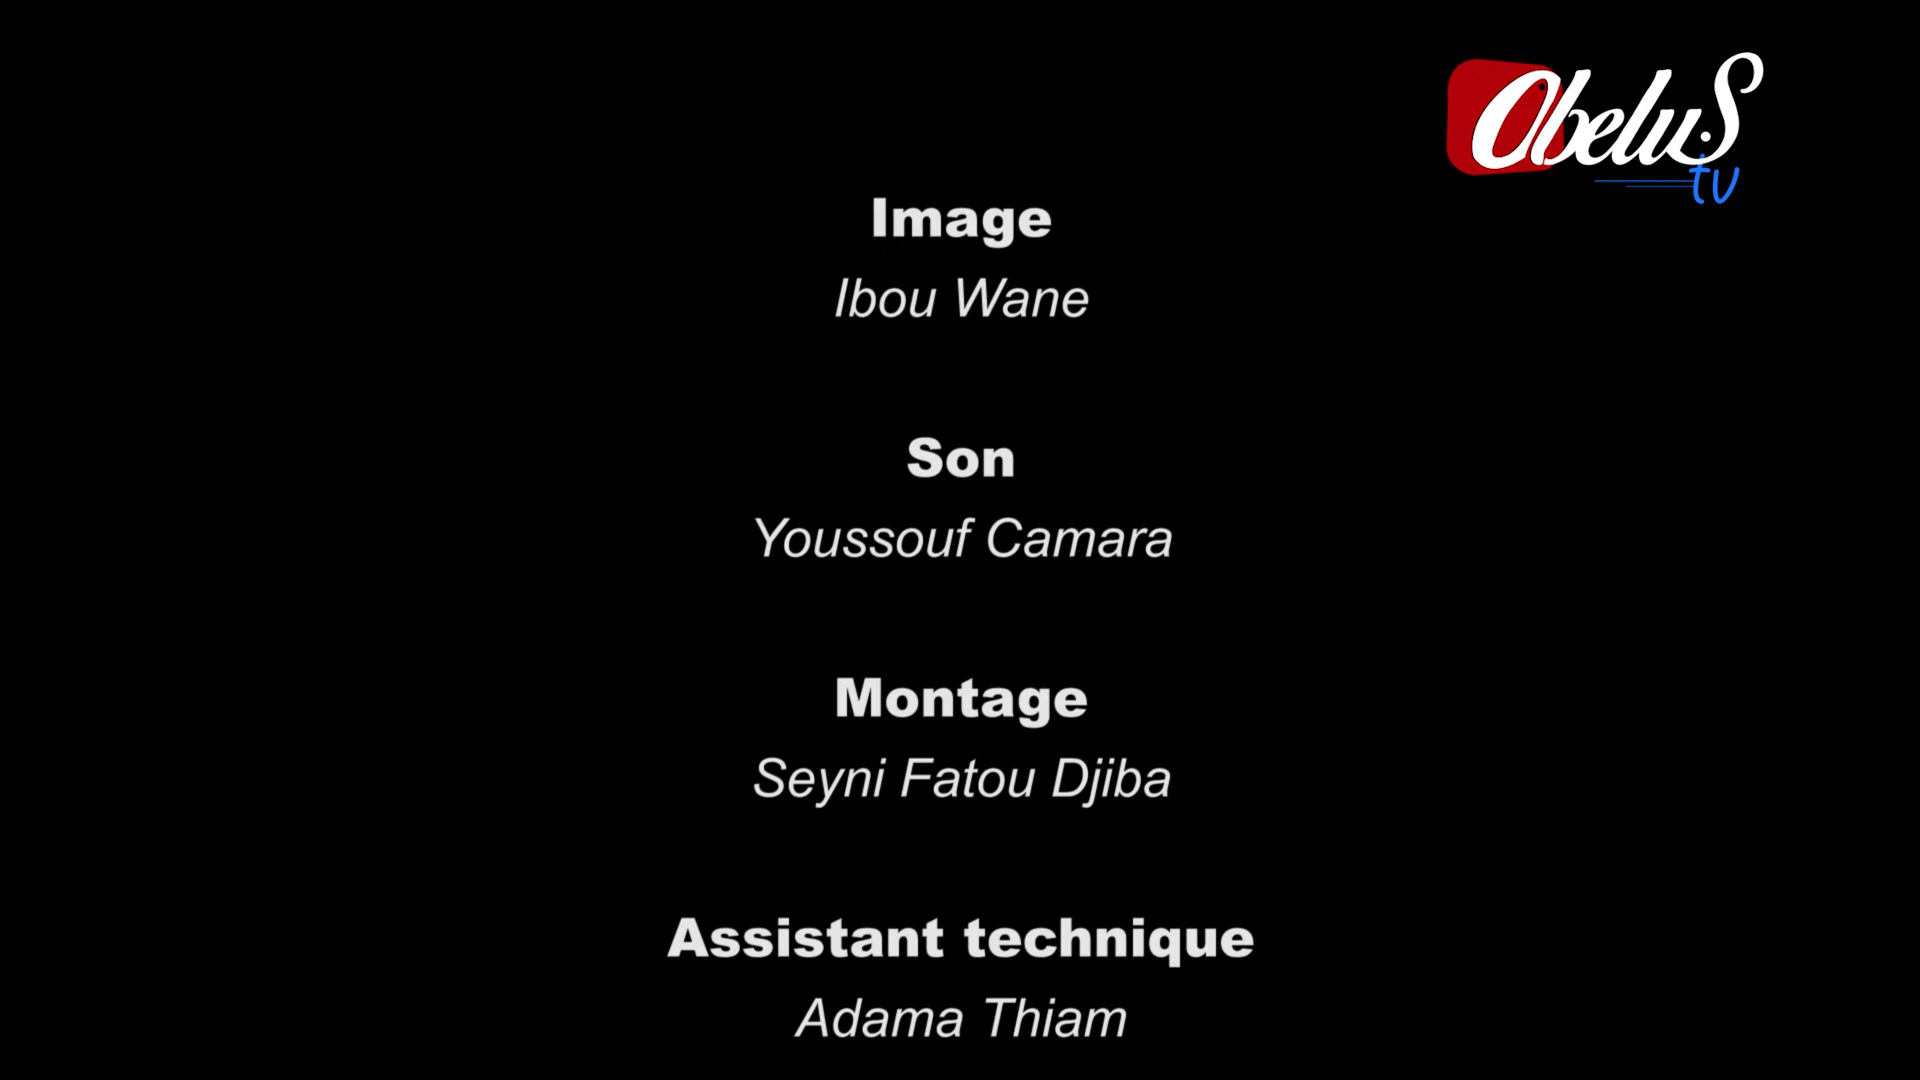 ObeluS
tv
Image
Ibou Wane
Son
Youssouf Camara
Montage
Seyni Fatou Djiba
Assistant technique
Adama Thiam